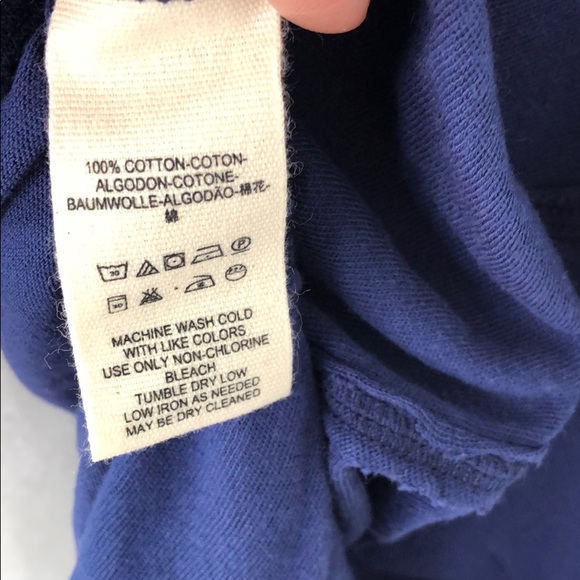 100% COTTON-COTON-
ALGODON-COTONE-
BAUMWOLLE-ALGODÃO-棉花-
綿
MACHINE WASH COLD
WITH LIKE COLORS
USE ONLY NON-CHLORINE
BLEACH
TUMBLE DRY LOW
LOW IRON AS NEEDED
MAY BE DRY CLEANED